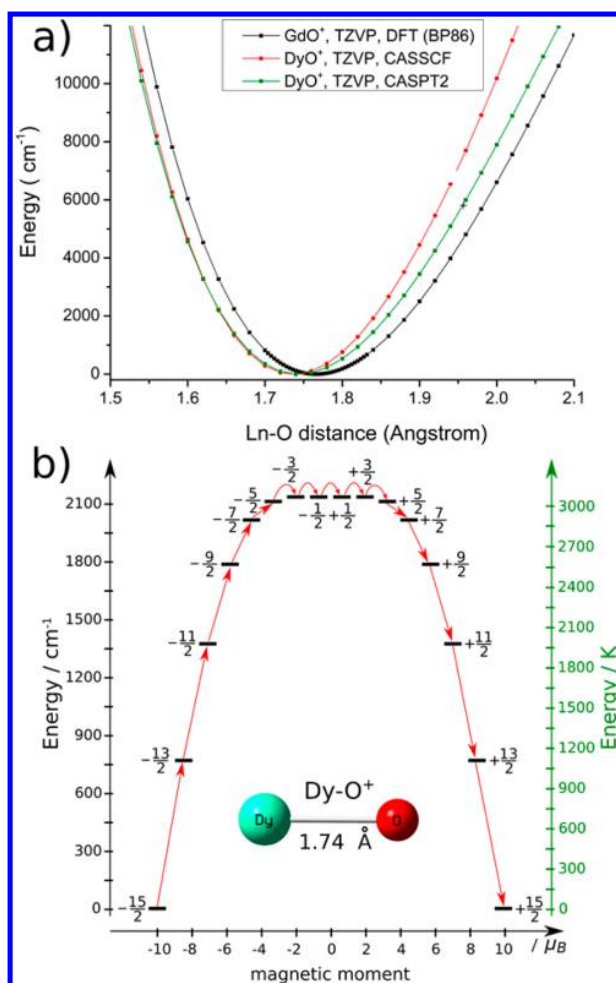 a)
GdO⁺, TZVP, DFT (BP86)
DyO⁺, TZVP, CASSCF
DyO⁺, TZVP, CASPT2
Energy ( cm⁻¹)
10000
8000
6000
4000
2000
0
1.5 1.6 1.7 1.8 1.9 2.0 2.1
Ln-O distance (Angstrom)
b)
Energy / cm⁻¹
2100
1800
1500
1200
900
600
300
0
−15/2
−13/2
−11/2
−9/2
−7/2
−5/2
−3/2
−1/2
+1/2
+3/2
+5/2
+7/2
+9/2
+11/2
+13/2
+15/2
Dy-O⁺
Dy
O
1.74 Å
Energy / K
3000
2700
2400
2100
1800
1500
1200
900
600
300
0
-10 -8 -6 -4 -2 0 2 4 6 8 10 / μB
magnetic moment